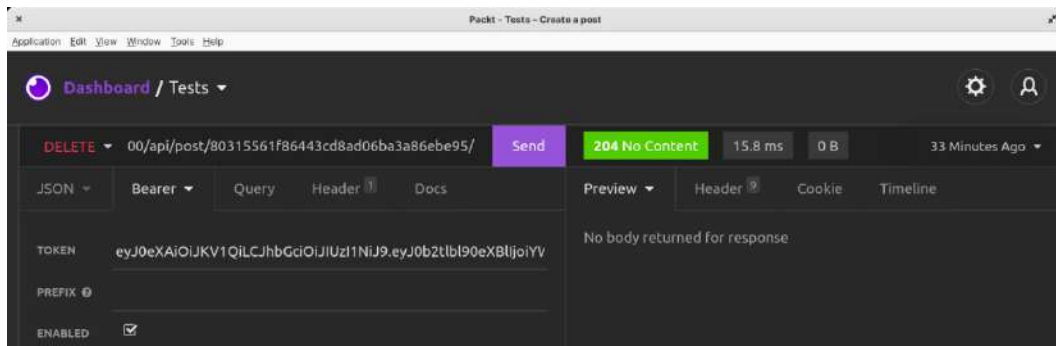 Packt - Tests - Create a post
Application Edit View Window Tools Help
Dashboard / Tests
DELETE 00/api/post/80315561f86443cd8ad06ba3a86ebe95/ Send 204 No Content 15.8 ms 0 B 33 Minutes Ago
JSON Bearer Query Header 1 Docs Preview Header 9 Cookie Timeline
TOKEN eyJ0eXAiOiJKV1QiLCJhbGciOiJIUzI1NiJ9.eyJ0b2tlbl90eXBlIjoiYV
No body returned for response
PREFIX
ENABLED